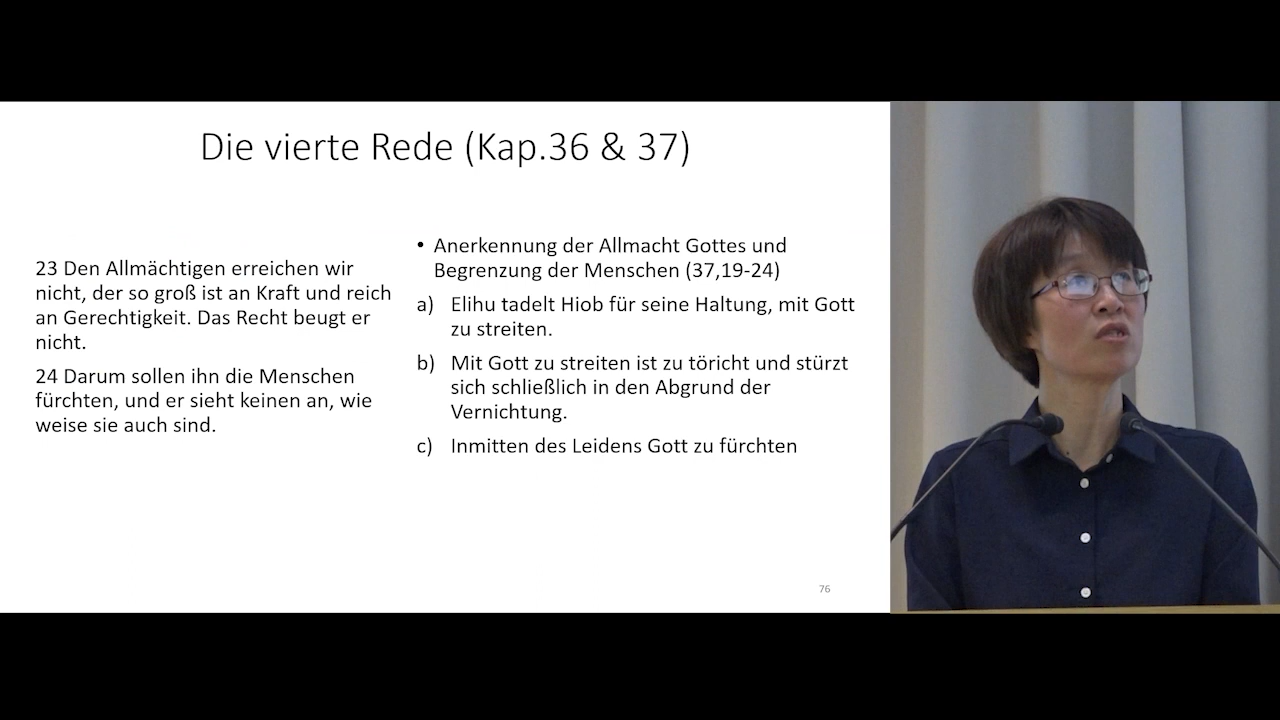 Die vierte Rede (Kap.36 & 37)
23 Den Allmächtigen erreichen wir
nicht, der so groß ist an Kraft und reich
an Gerechtigkeit. Das Recht beugt er
nicht.
24 Darum sollen ihn die Menschen
fürchten, und er sieht keinen an, wie
weise sie auch sind.
• Anerkennung der Allmacht Gottes und
Begrenzung der Menschen (37,19-24)
a) Elihu tadelt Hiob für seine Haltung, mit Gott
zu streiten.
b) Mit Gott zu streiten ist zu töricht und stürzt
sich schließlich in den Abgrund der
Vernichtung.
c) Inmitten des Leidens Gott zu fürchten
76